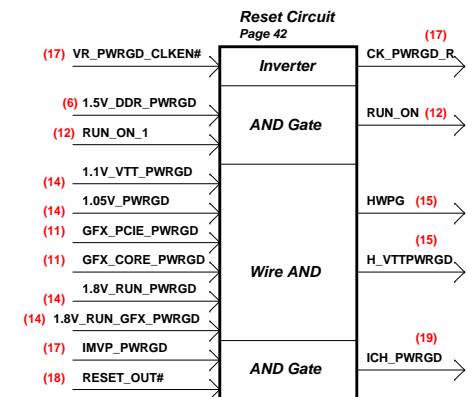 Reset Circuit
Page 42
(17)
(17) VR_PWRGD_CLKEN#
Inverter
CK_PWRGD_R
(6) 1.5V_DDR_PWRGD
AND Gate
RUN_ON (12)
(12) RUN_ON_1
1.1V_VTT_PWRGD
(14)
1.05V_PWRGD
(14)
HWPG (15)
(11) GFX_PCIE_PWRGD
(15)
(11) GFX_CORE_PWRGD
Wire AND
H_VTTPWRGD
1.8V_RUN_PWRGD
(14)
(14) 1.8V_RUN_GFX_PWRGD
(19)
(17) IMVP_PWRGD
AND Gate
ICH_PWRGD
(18) RESET_OUT#